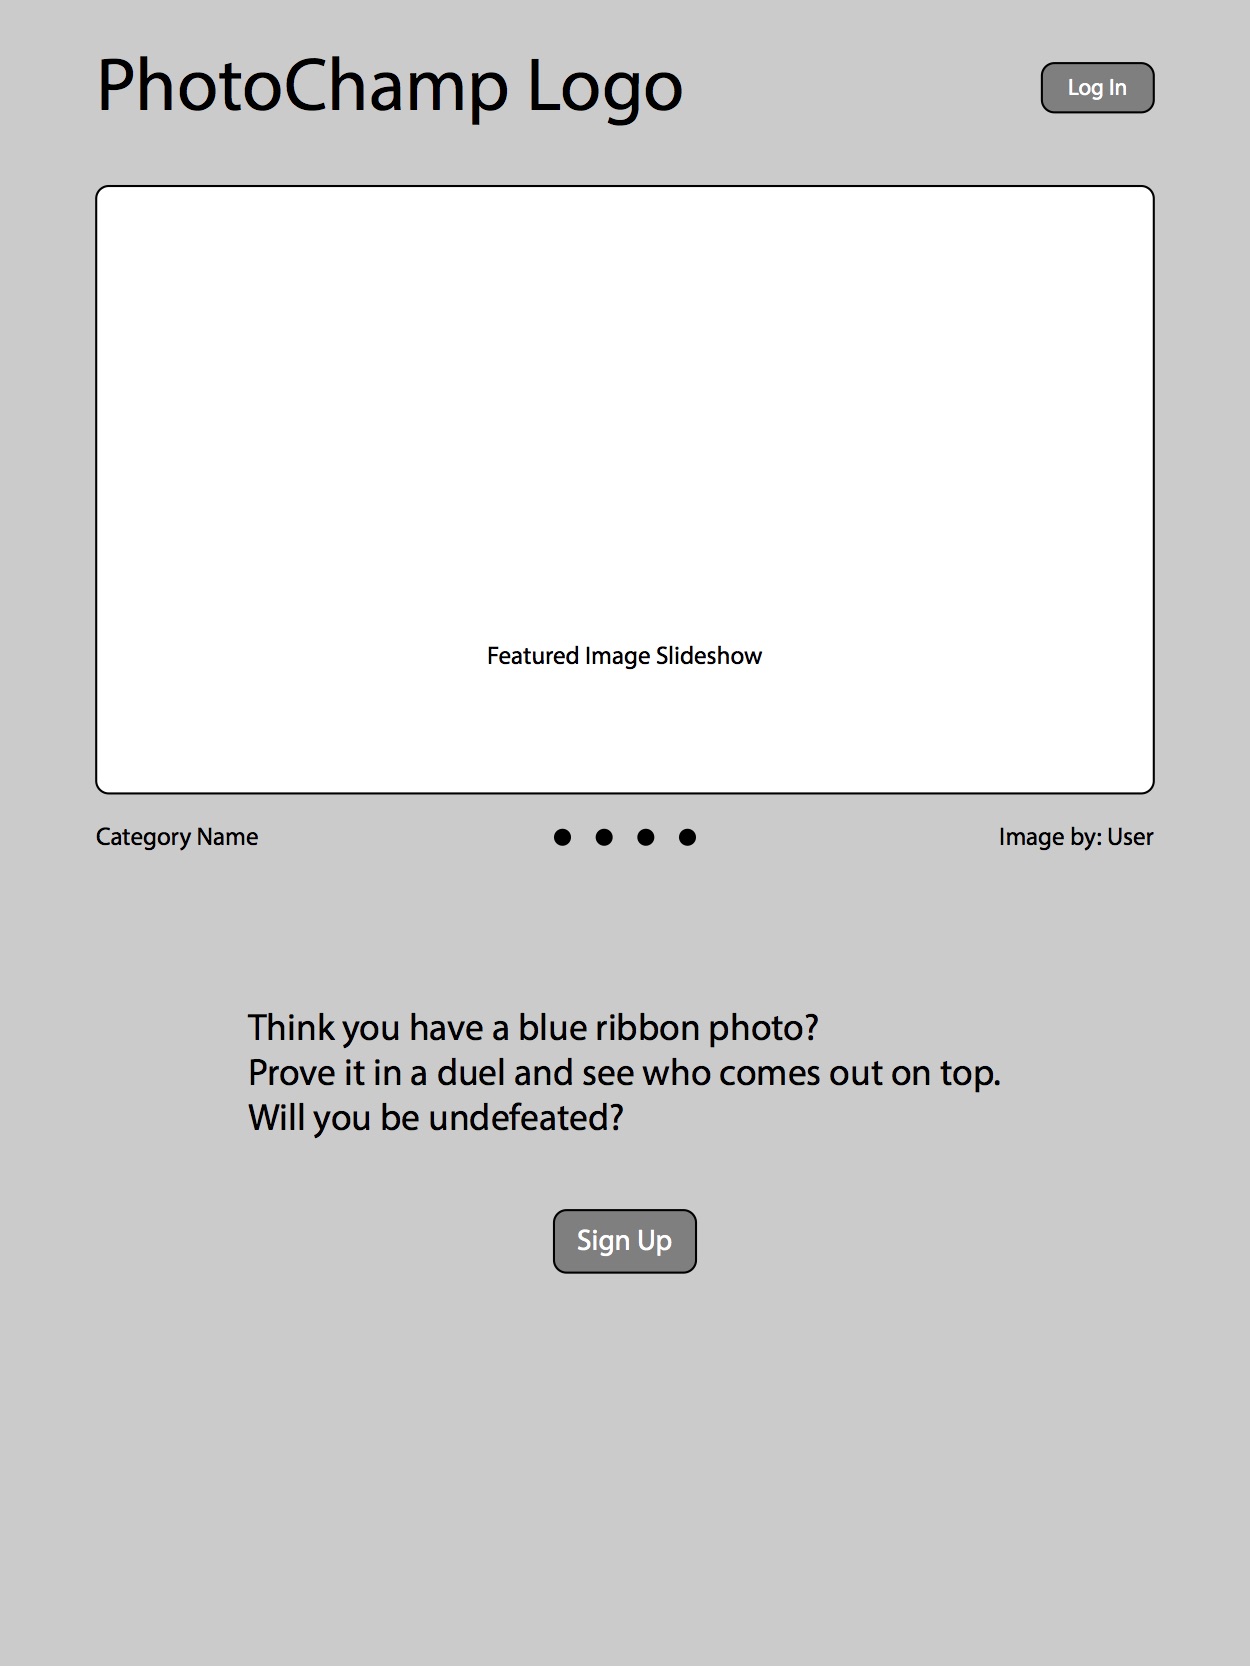 PhotoChamp Logo
Log In
Featured Image Slideshow
Category Name
Image by: User
Think you have a blue ribbon photo?
Prove it in a duel and see who comes out on top.
Will you be undefeated?
Sign Up